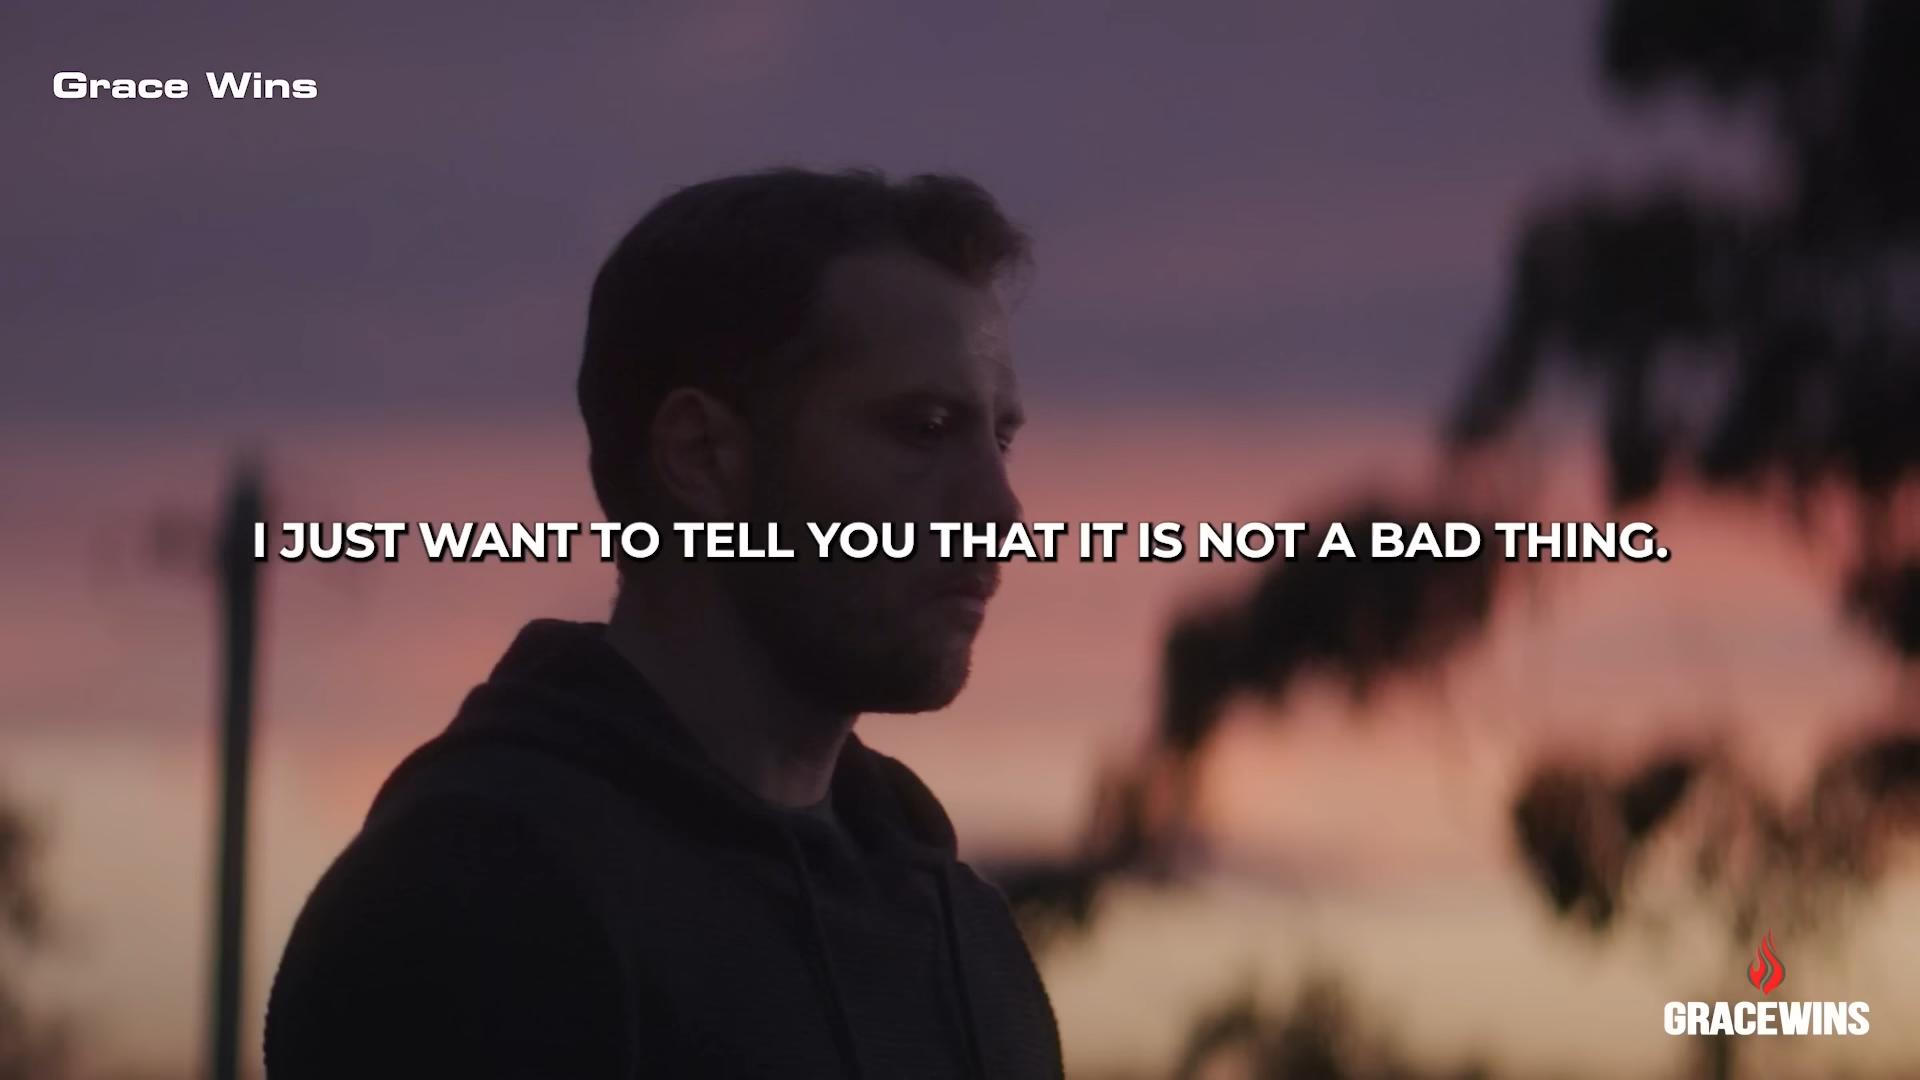 Grace Wins
I JUST WANT TO TELL YOU THAT IT IS NOT A BAD THING.
GRACEWINS